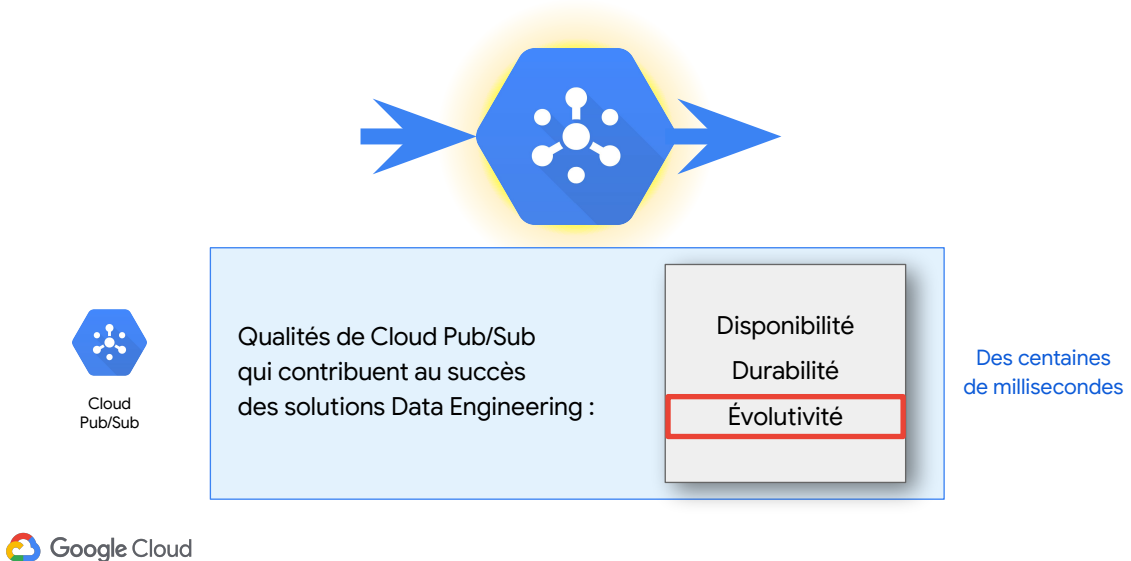 Cloud
Pub/Sub
Qualités de Cloud Pub/Sub
qui contribuent au succès
des solutions Data Engineering :
Disponibilité
Durabilité
Évolutivité
Des centaines
de millisecondes
Google Cloud